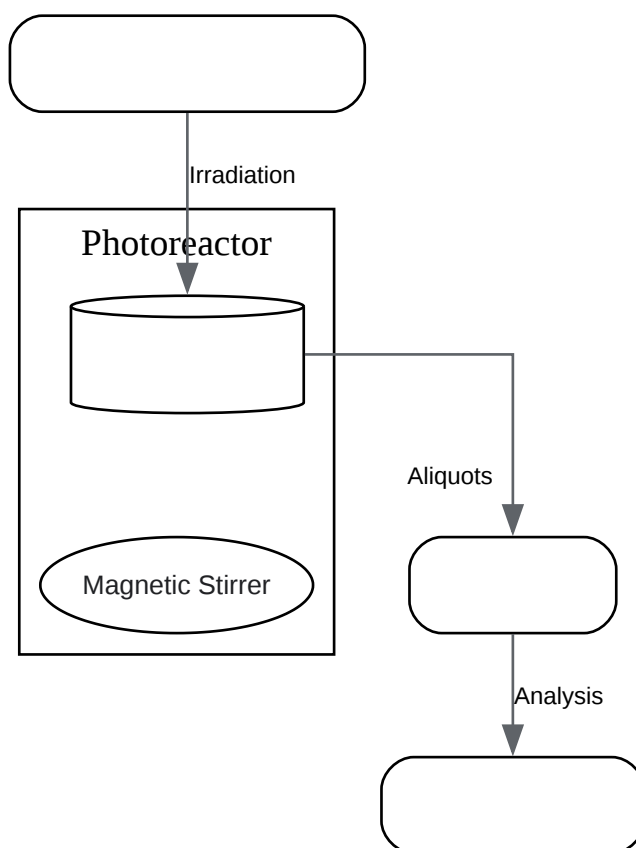 Irradiation
Photoreactor
Aliquots
Magnetic Stirrer
Analysis